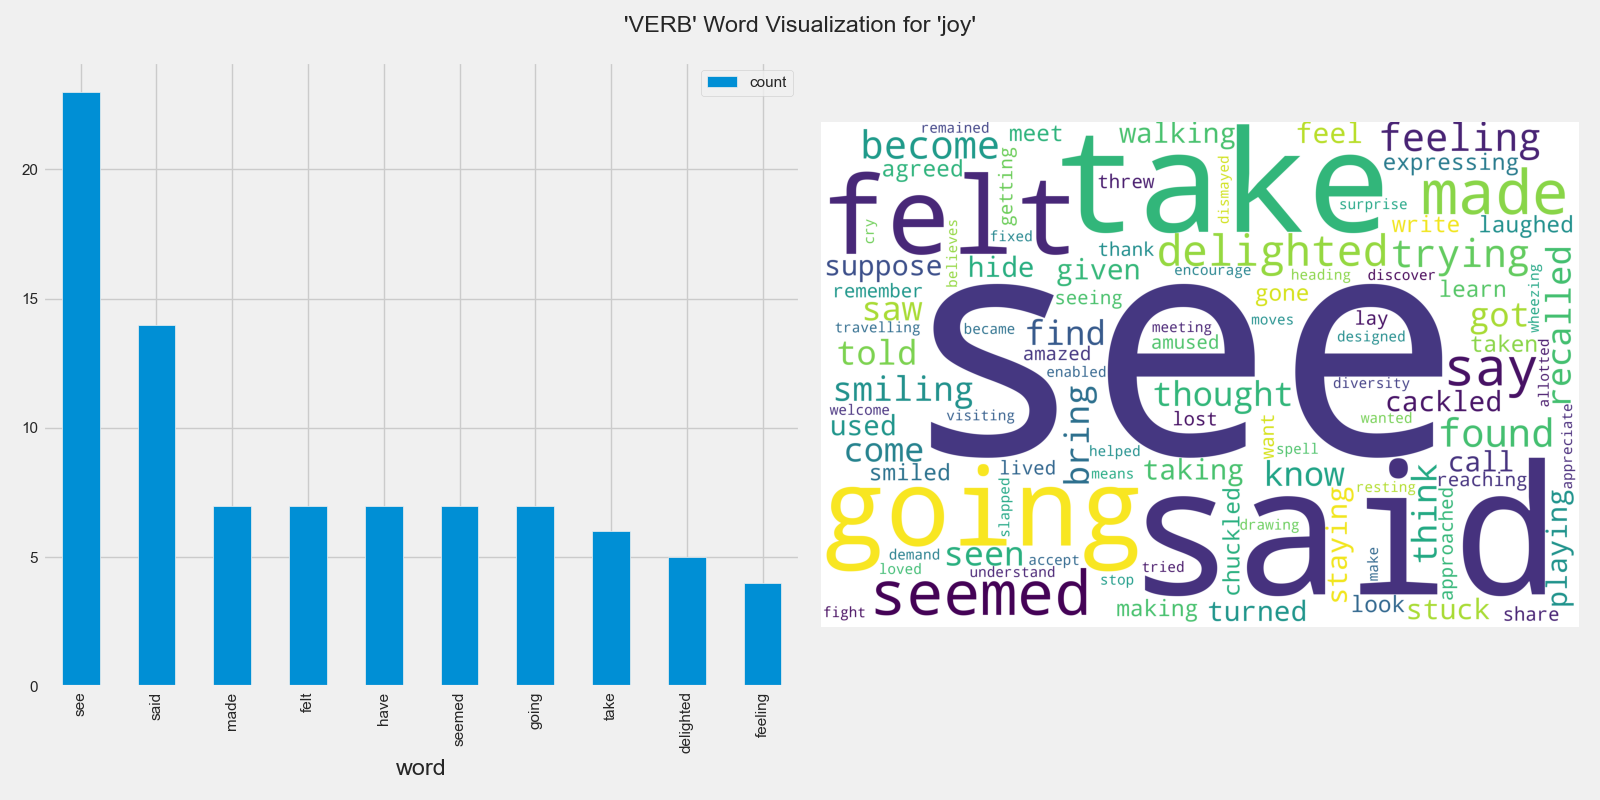 'VERB' Word Visualization for 'joy'
count
20
15
10
5
0
see
said
made
felt
have
seemed
going
take
delighted
feeling
word
remained
become
meet
walking
feel
feeling
agreed
getting
take
expressing
felt
threw
dismayed
surprise
made
cry
believes
fixed
thank
delighted
trying
write
laughed
suppose
hide
given
encourage
heading
discover
recalled
remember
seeing
gone
learn
wheezing
saw
see
travelling
became
find
meeting
moves
lay
got
told
amazed
amused
designed
taken
smiling
enabled
thought
diversity
say
allotted
welcome
visiting
bring
lost
cackled
used
want
wanted
found
appreciate
come
helped
spell
smiled
lived
means
taking
know
call
reaching
going
slapped
said
resting
think
chuckled
drawing
staying
approached
playing
demand
seen
accept
loved
understand
tried
make
stop
seemed
fight
making
turned
look
stuck
share